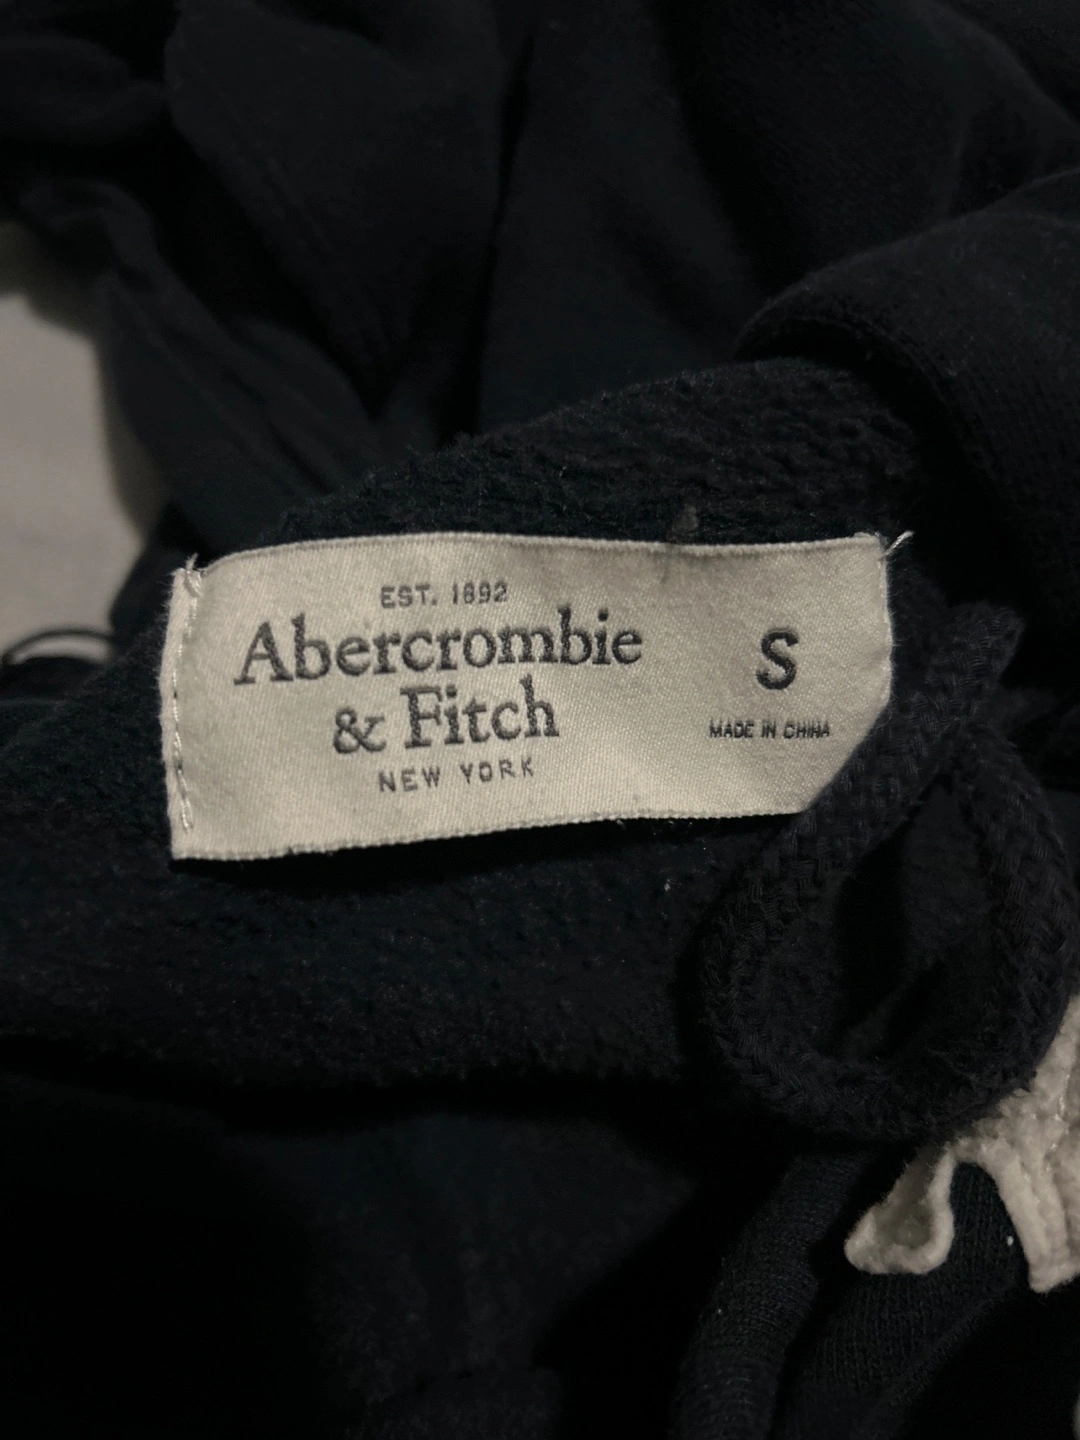 EST. 1892
Abercrombie
& Fitch
NEW YORK
S
MADE IN CHINA